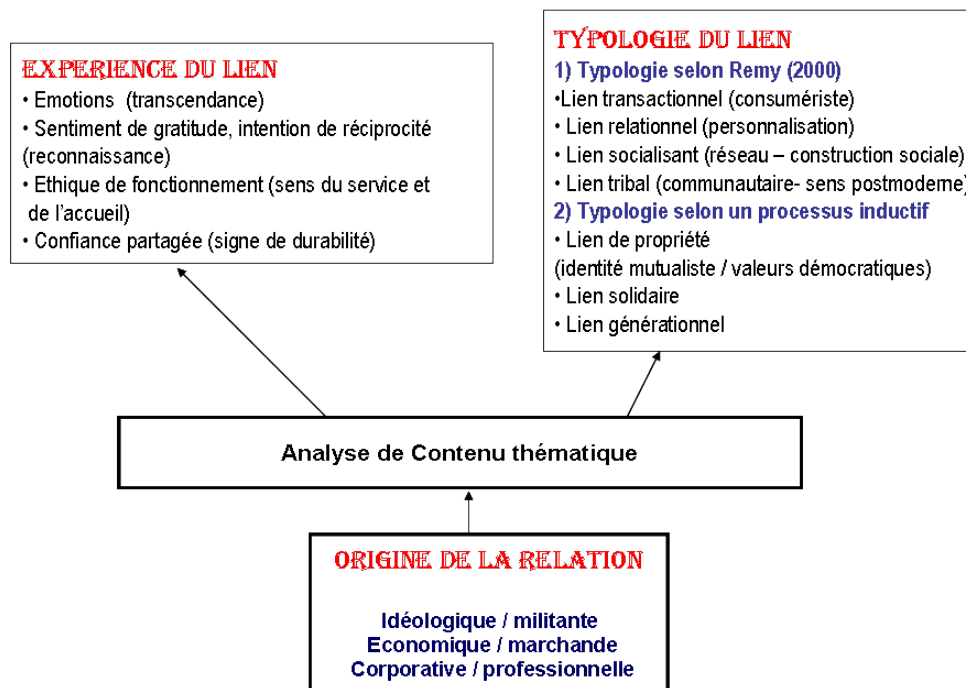 EXPERIENCE DU LIEN
• Emotions (transcendance)
• Sentiment de gratitude, intention de réciprocité
(reconnaissance)
• Ethique de fonctionnement (sens du service et
de l'accueil)
• Confiance partagée (signe de durabilité)
TYPOLOGIE DU LIEN
1) Typologie selon Remy (2000)
•Lien transactionnel (consumériste)
• Lien relationnel (personnalisation)
• Lien socialisant (réseau – construction sociale)
• Lien tribal (communautaire- sens postmoderne)
2) Typologie selon un processus inductif
• Lien de propriété
(identité mutualiste / valeurs démocratiques)
• Lien solidaire
• Lien générationnel
Analyse de Contenu thématique
ORIGINE DE LA RELATION
Idéologique / militante
Economique / marchande
Corporative / professionnelle